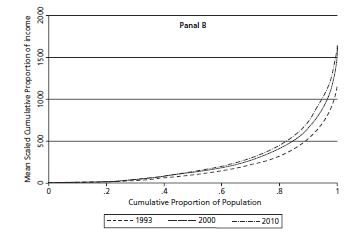 Panal B
Mean Scaled Cumulative Proportion of income
2000
1500
1000
500
0
0 .2 .4 .6 .8 1
Cumulative Proportion of Population
1993 2000 2010